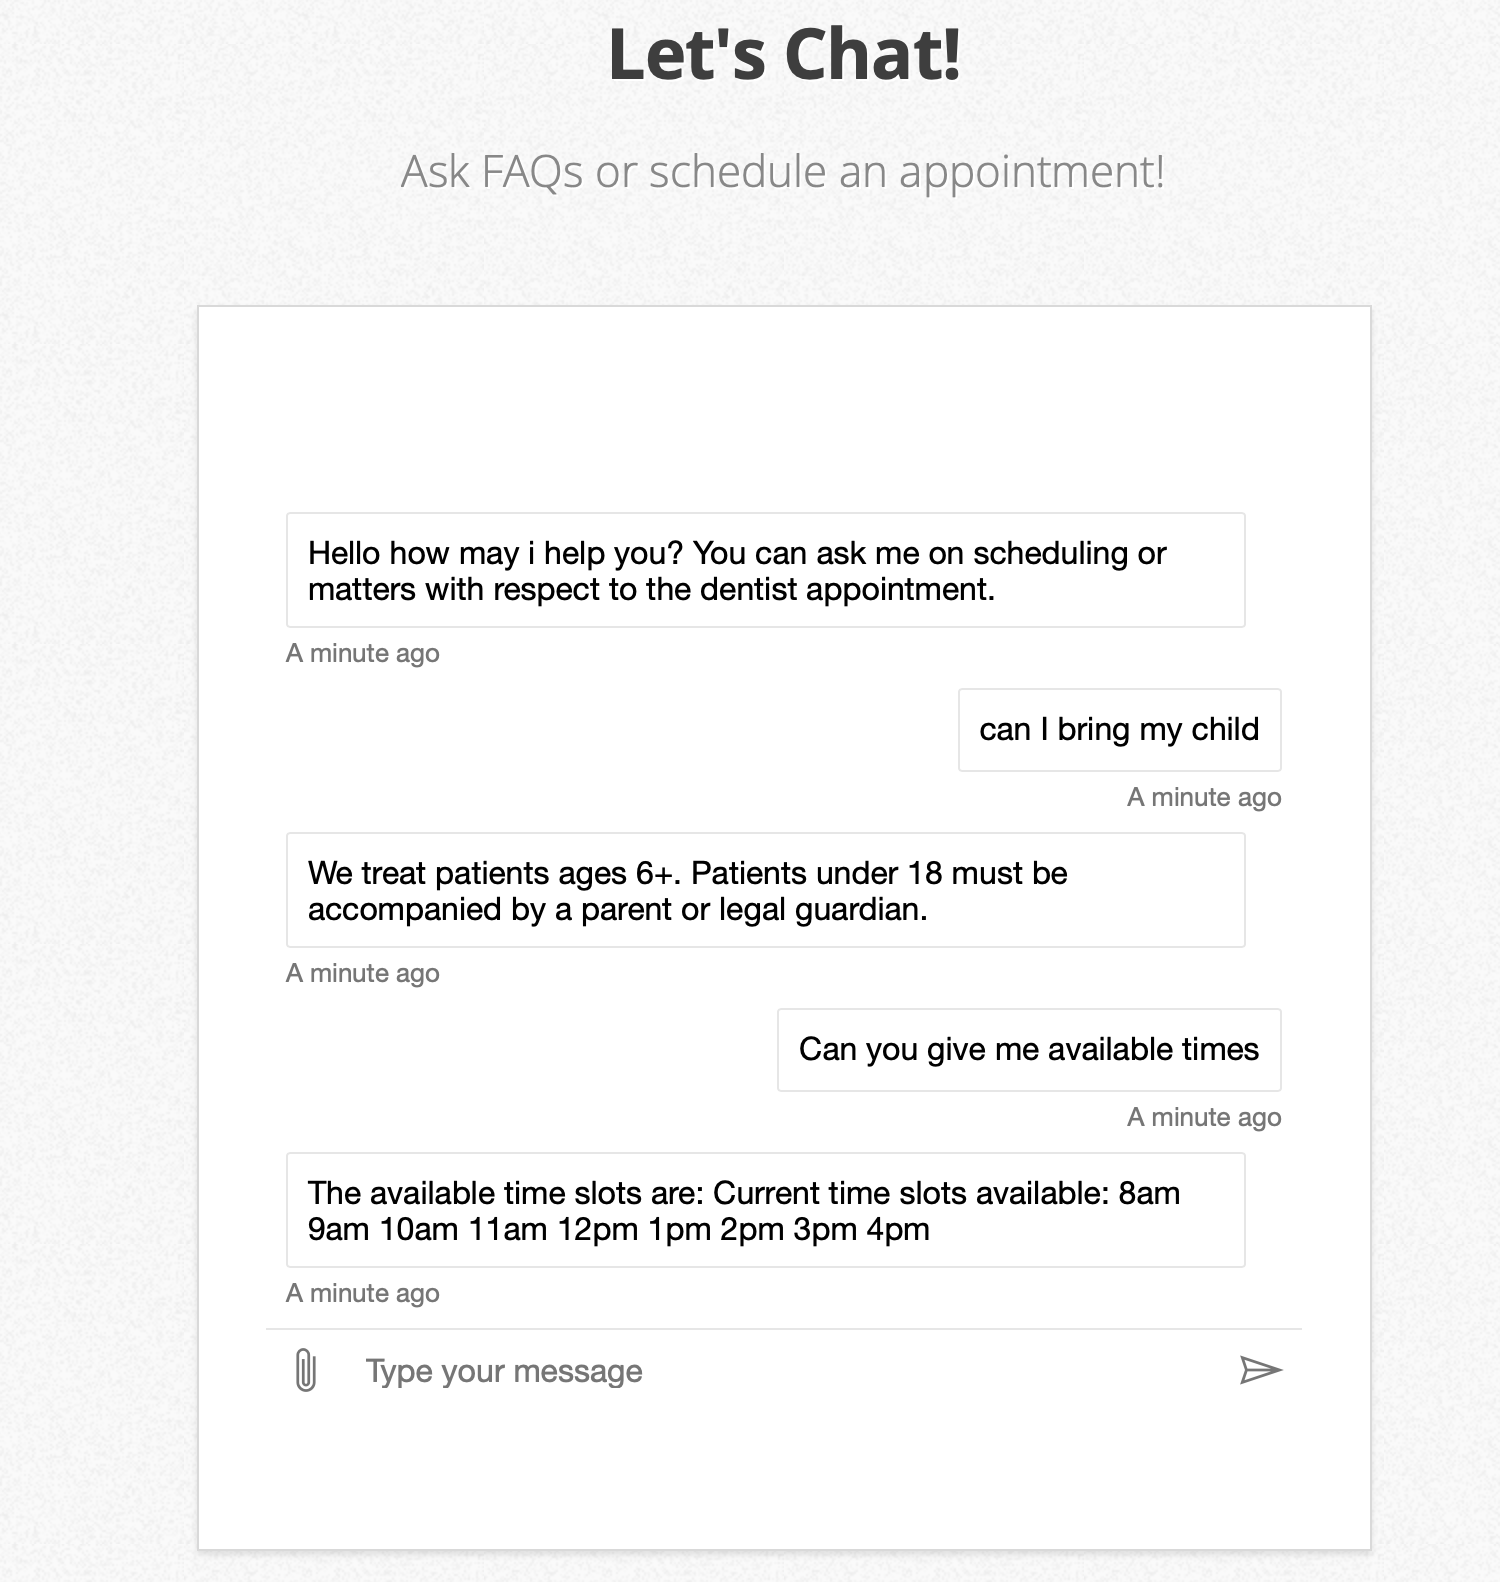 Let's Chat!
Ask FAQs or schedule an appointment!
Hello how may i help you? You can ask me on scheduling or
matters with respect to the dentist appointment.
A minute ago
can I bring my child
A minute ago
We treat patients ages 6+. Patients under 18 must be
accompanied by a parent or legal guardian.
A minute ago
Can you give me available times
A minute ago
The available time slots are: Current time slots available: 8am
9am 10am 11am 12pm 1pm 2pm 3pm 4pm
A minute ago
Type your message